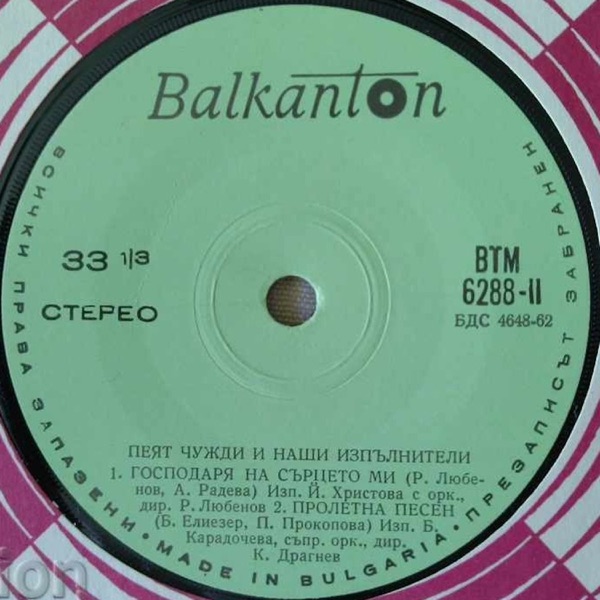 Balkanton
33 1/3
СТЕРЕО
ВТМ
6288-II
БДС 4648-62
ПЕЯТ ЧУЖДИ И НАШИ ИЗПЪЛНИТЕЛИ
1. ГОСПОДАРЯ НА СЪРЦЕТО МИ (Р. Любе-
нов, А. Радева) Изп. Й. Христова с орк.,
дир. Р. Любенов 2. ПРОЛЕТНА ПЕСЕН
(Б. Елиезер, П. Прокопова) Изп. Б.
Карадочева, съпр. орк., дир.
К. Драгнев
ВСИЧКИ ПРАВА ЗАПАЗЕНИ • MADE IN BULGARIA • ПРЕЗАПИСЪТ ЗАБРАНЕН